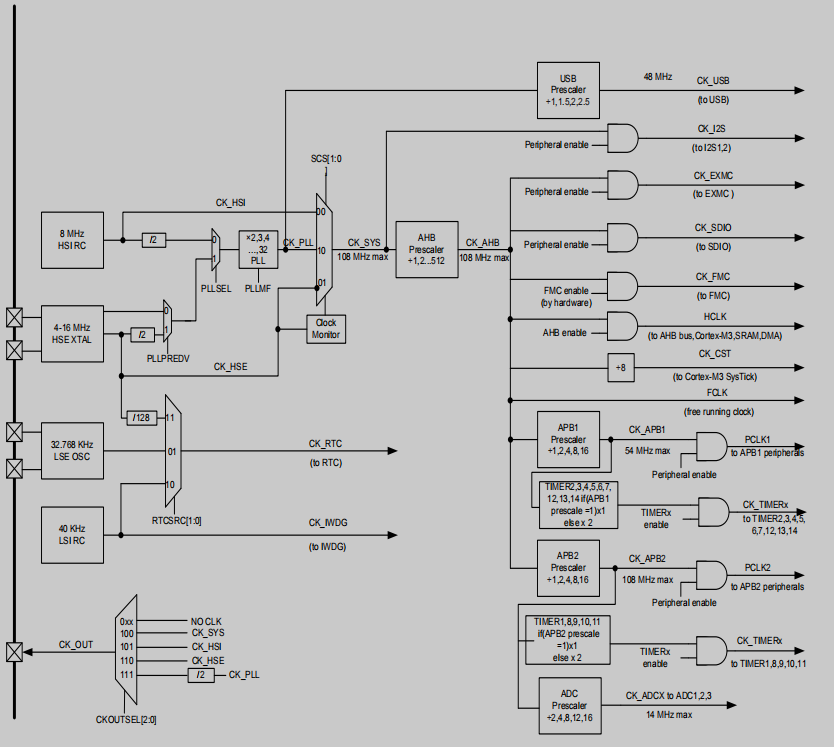 USB
Prescaler
÷1,1.5,2,2.5
48 MHz
CK_USB
(to USB)
CK_I2S
(to I2S1,2)
Peripheral enable
SCS[1:0
]
CK_EXMC
(to EXMC )
Peripheral enable
CK_HSI
00
8 MHz
HSI RC
/2
0
1
PLLSEL
×2,3,4
...,32
PLL
PLLMF
CK_PLL
10
CK_SYS
108 MHz max
AHB
Prescaler
÷1,2...512
CK_AHB
108 MHz max
CK_SDIO
(to SDIO)
Peripheral enable
01
CK_FMC
(to FMC)
FMC enable
(by hardware)
HCLK
(to AHB bus,Cortex-M3,SRAM,DMA)
AHB enable
4-16 MHz
HSE XTAL
0
/2
1
PLLPREDV
Clock
Monitor
CK_HSE
÷8
CK_CST
(to Cortex-M3 SysTick)
FCLK
(free running clock)
/128
11
32.768 KHz
LSE OSC
01
CK_RTC
(to RTC)
10
RTCSRC[1:0]
40 KHz
LSI RC
CK_IWDG
(to IWDG)
APB1
Prescaler
÷1,2,4,8,16
CK_APB1
54 MHz max
PCLK1
to APB1 peripherals
Peripheral enable
TIMER2,3,4,5,6,7,
12,13,14 if(APB1
prescale =1)x1
else x 2
TIMERx
enable
CK_TIMERx
to TIMER2,3,4,5,
6,7,12,13,14
APB2
Prescaler
÷1,2,4,8,16
CK_APB2
108 MHz max
PCLK2
to APB2 peripherals
Peripheral enable
TIMER1,8,9,10,11
if(APB2 prescale
=1)x1
else x 2
TIMERx
enable
CK_TIMERx
to TIMER1,8,9,10,11
ADC
Prescaler
÷2,4,8,12,16
CK_ADCX to ADC1,2,3
14 MHz max
CK_OUT
0xx
NO CLK
100
CK_SYS
101
CK_HSI
110
CK_HSE
111
/2
CK_PLL
CKOUTSEL[2:0]